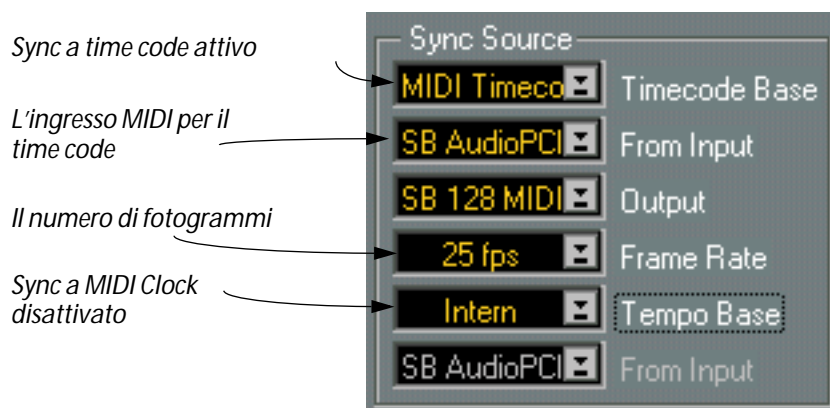 Sync a time code attivo
L'ingresso MIDI per il
time code
Il numero di fotogrammi
Sync a MIDI Clock
disattivato
Sync Source
MIDI Timeco Timecode Base
SB AudioPCI From Input
SB 128 MIDI Output
25 fps Frame Rate
Intern Tempo Base
SB AudioPCI From Input